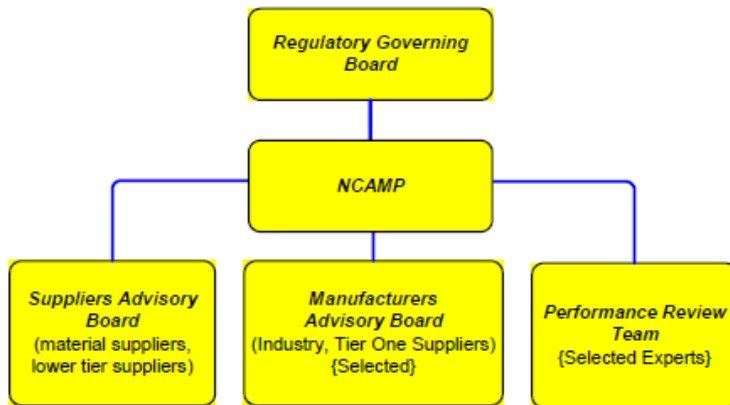 Regulatory Governing
Board
NCAMP
Suppliers Advisory
Board
(material suppliers,
lower tier suppliers)
Manufacturers
Advisory Board
(Industry, Tier One Suppliers)
{Selected}
Performance Review
Team
{Selected Experts}